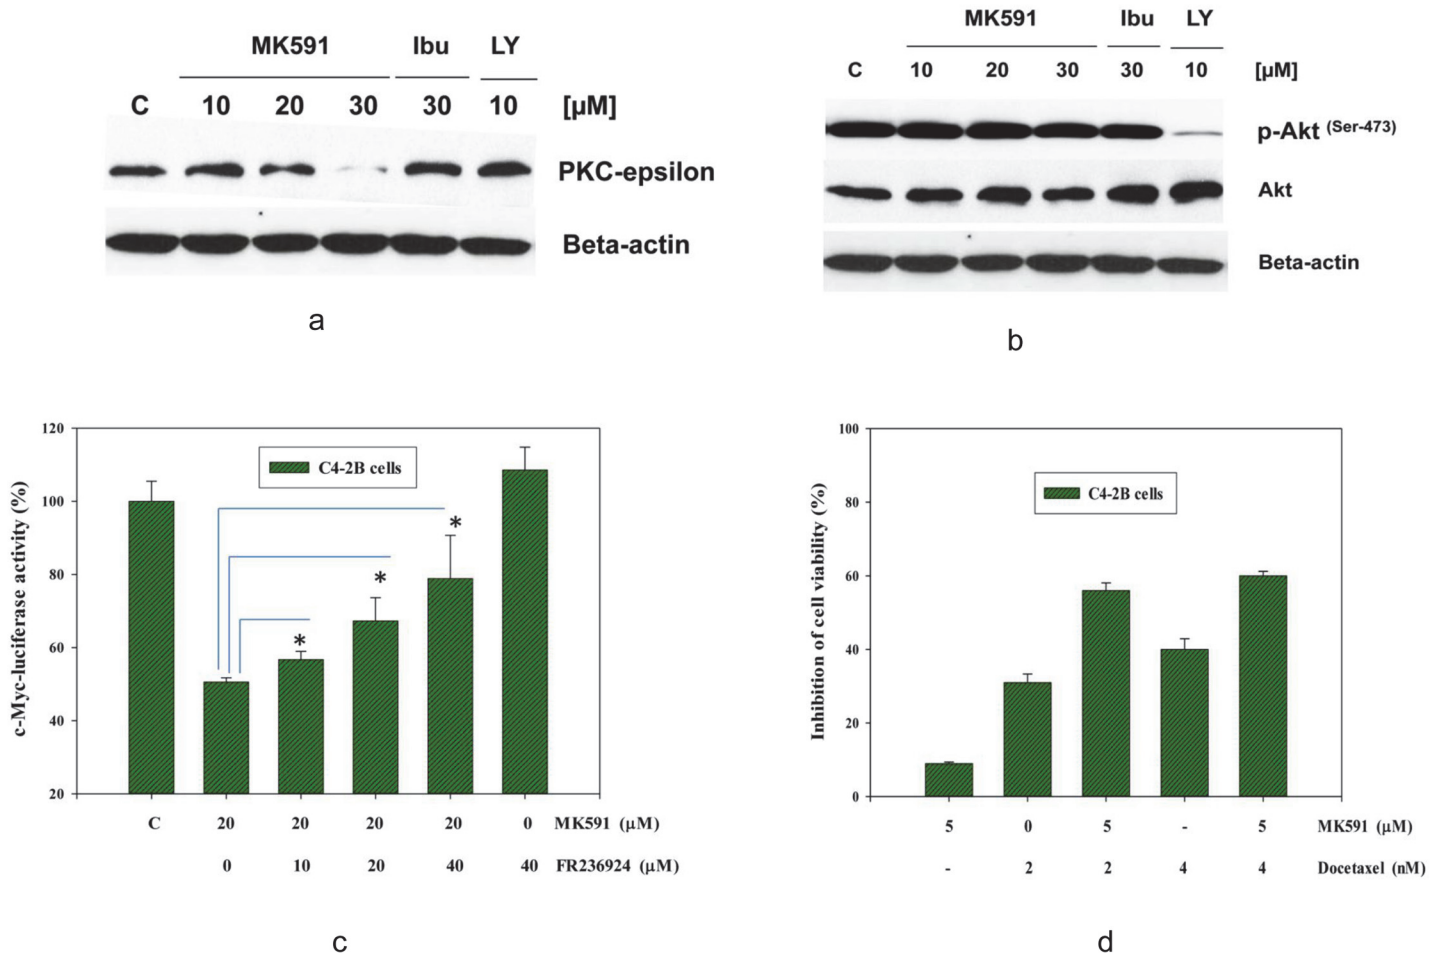 MK591 Ibu LY
C 10 20 30 30 10 [µM]
PKC-epsilon
Beta-actin
a
MK591 Ibu LY
C 10 20 30 30 10 [µM]
p-Akt (Ser-473)
Akt
Beta-actin
b
c-Myc-luciferase activity (%)
120
100
80
60
40
20
C4-2B cells
*
*
*
C 20 20 20 20 0 MK591 (µM)
0 10 20 40 40 FR236924 (µM)
c
Inhibition of cell viability (%)
100
80
60
40
20
0
C4-2B cells
5 0 5 - 5 MK591 (µM)
- 2 2 4 4 Docetaxel (nM)
d